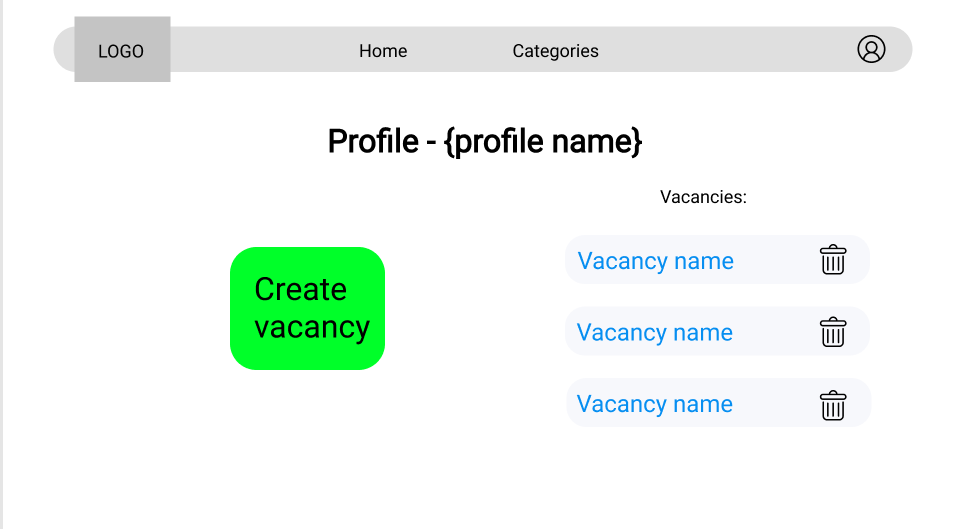 LOGO
Home
Categories
Profile - {profile name}
Vacancies:
Create
vacancy
Vacancy name
Vacancy name
Vacancy name